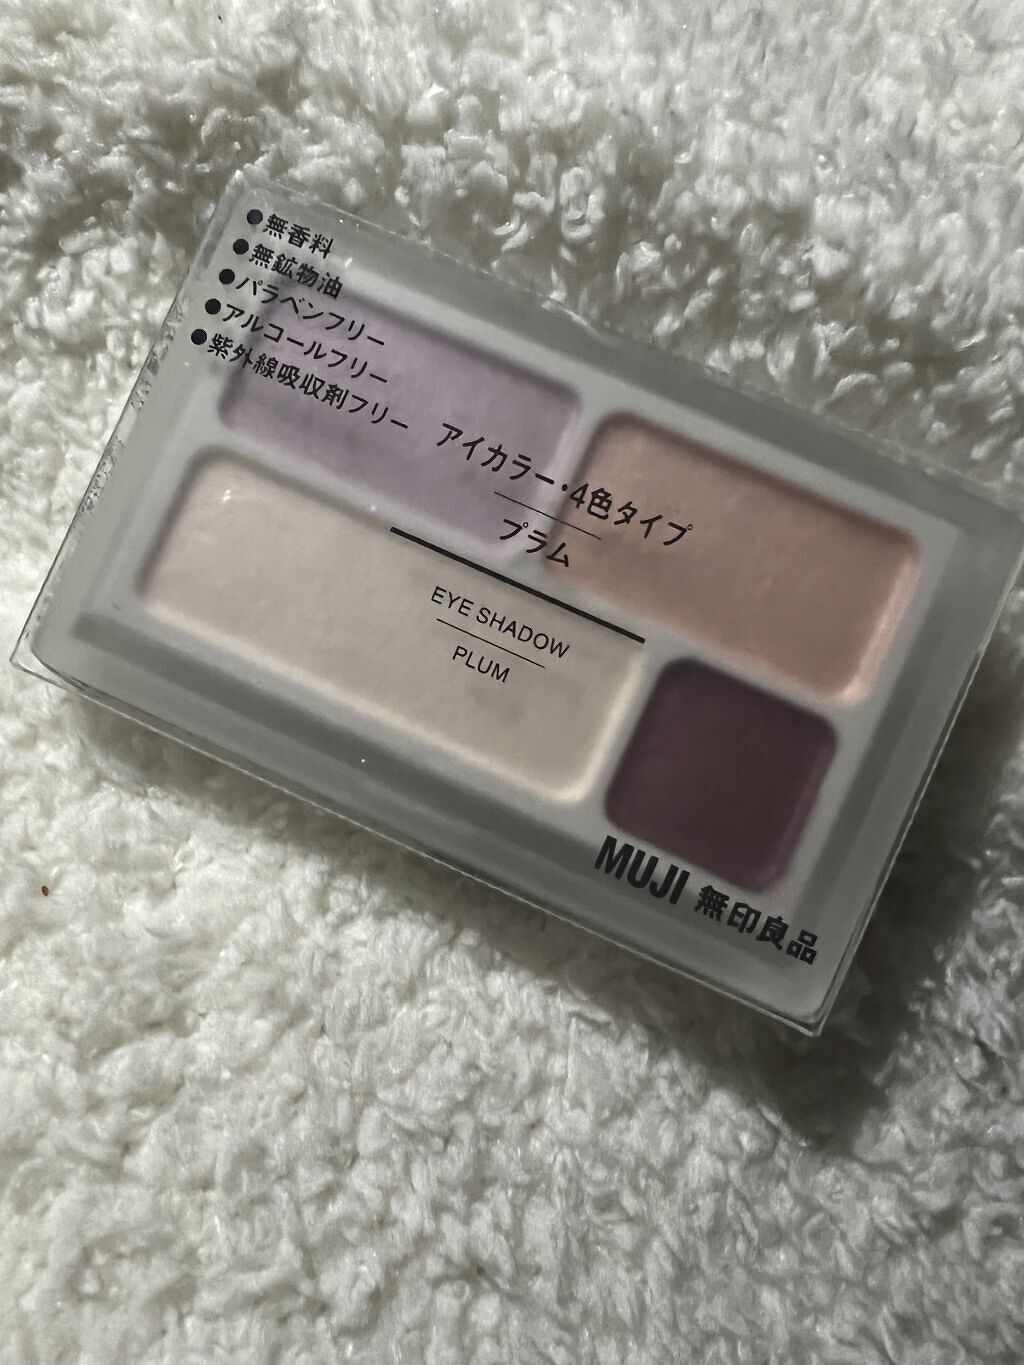 ●無香料
●無鉱物油
●パラベンフリー
●アルコールフリー
●紫外線吸収剤フリー
アイカラー・4色タイプ
プラム
EYE SHADOW
PLUM
MUJI 無印良品